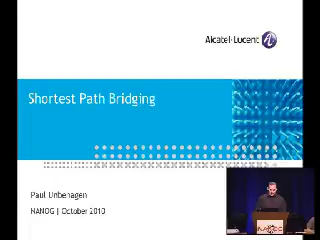 Alcatel·Lucent
Shortest Path Bridging
Paul Unbehagen
NANOG | October 2010